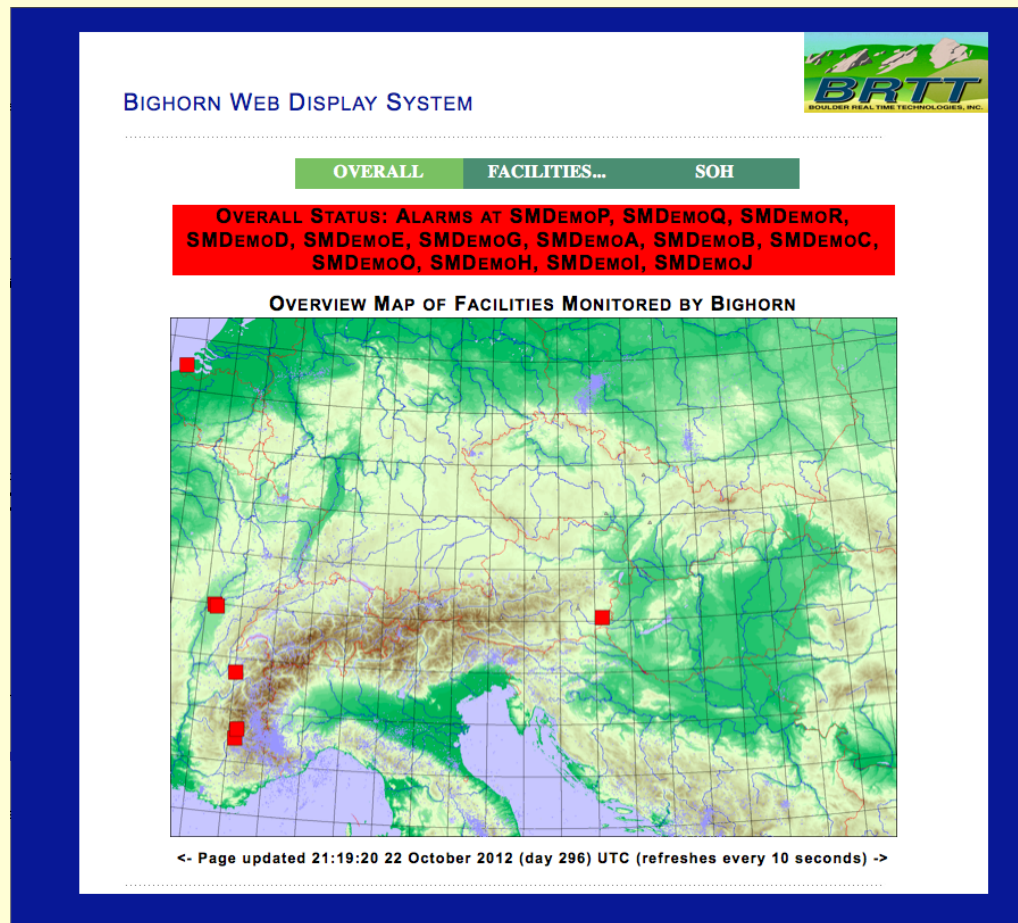 BRTT
BOULDER REAL TIME TECHNOLOGIES, INC.
BIGHORN WEB DISPLAY SYSTEM
OVERALL FACILITIES... SOH
OVERALL STATUS: ALARMS AT SMDEMOP, SMDEMOQ, SMDEMOR,
SMDEMOD, SMDEMOE, SMDEMOG, SMDEMOA, SMDEMOB, SMDEMOC,
SMDEMOO, SMDEMOH, SMDEMOI, SMDEMOJ
OVERVIEW MAP OF FACILITIES MONITORED BY BIGHORN
<- Page updated 21:19:20 22 October 2012 (day 296) UTC (refreshes every 10 seconds) ->